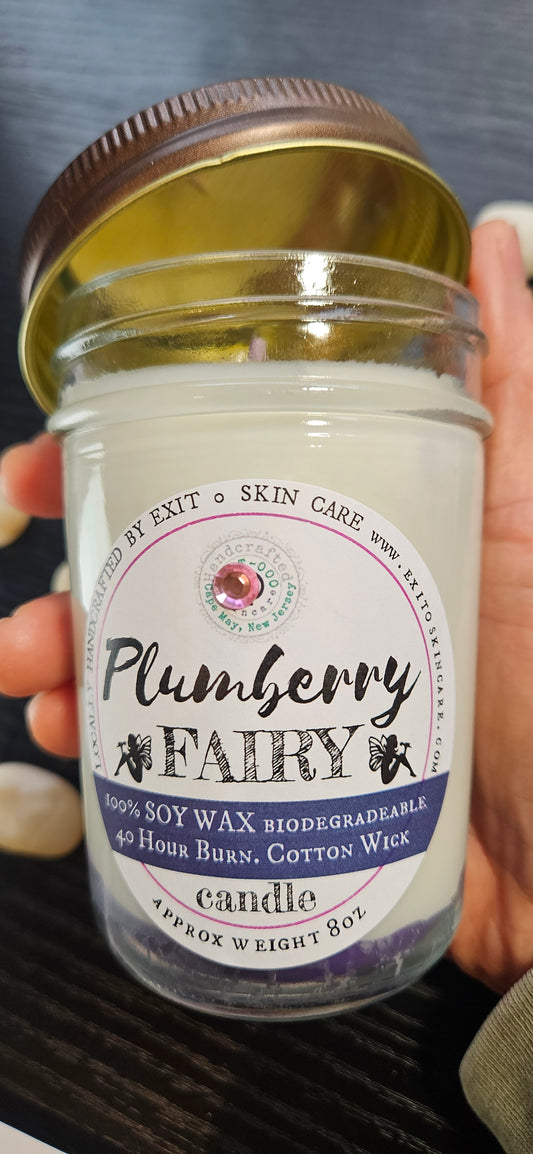 LOCALLY HANDCRAFTED BY EXIT o SKIN CARE www.EXITOSKINCARE.COM
Handcrafted
Cape May, New Jersey
Plumberry
FAIRY
100% SOY WAX BIODEGRADEABLE
40 HOUR BURN. COTTON WICK
candle
APPROX WEIGHT 8OZ